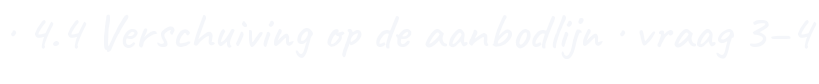 · 4.4 Verschuiving op de aanbodlijn · vraag 3–4